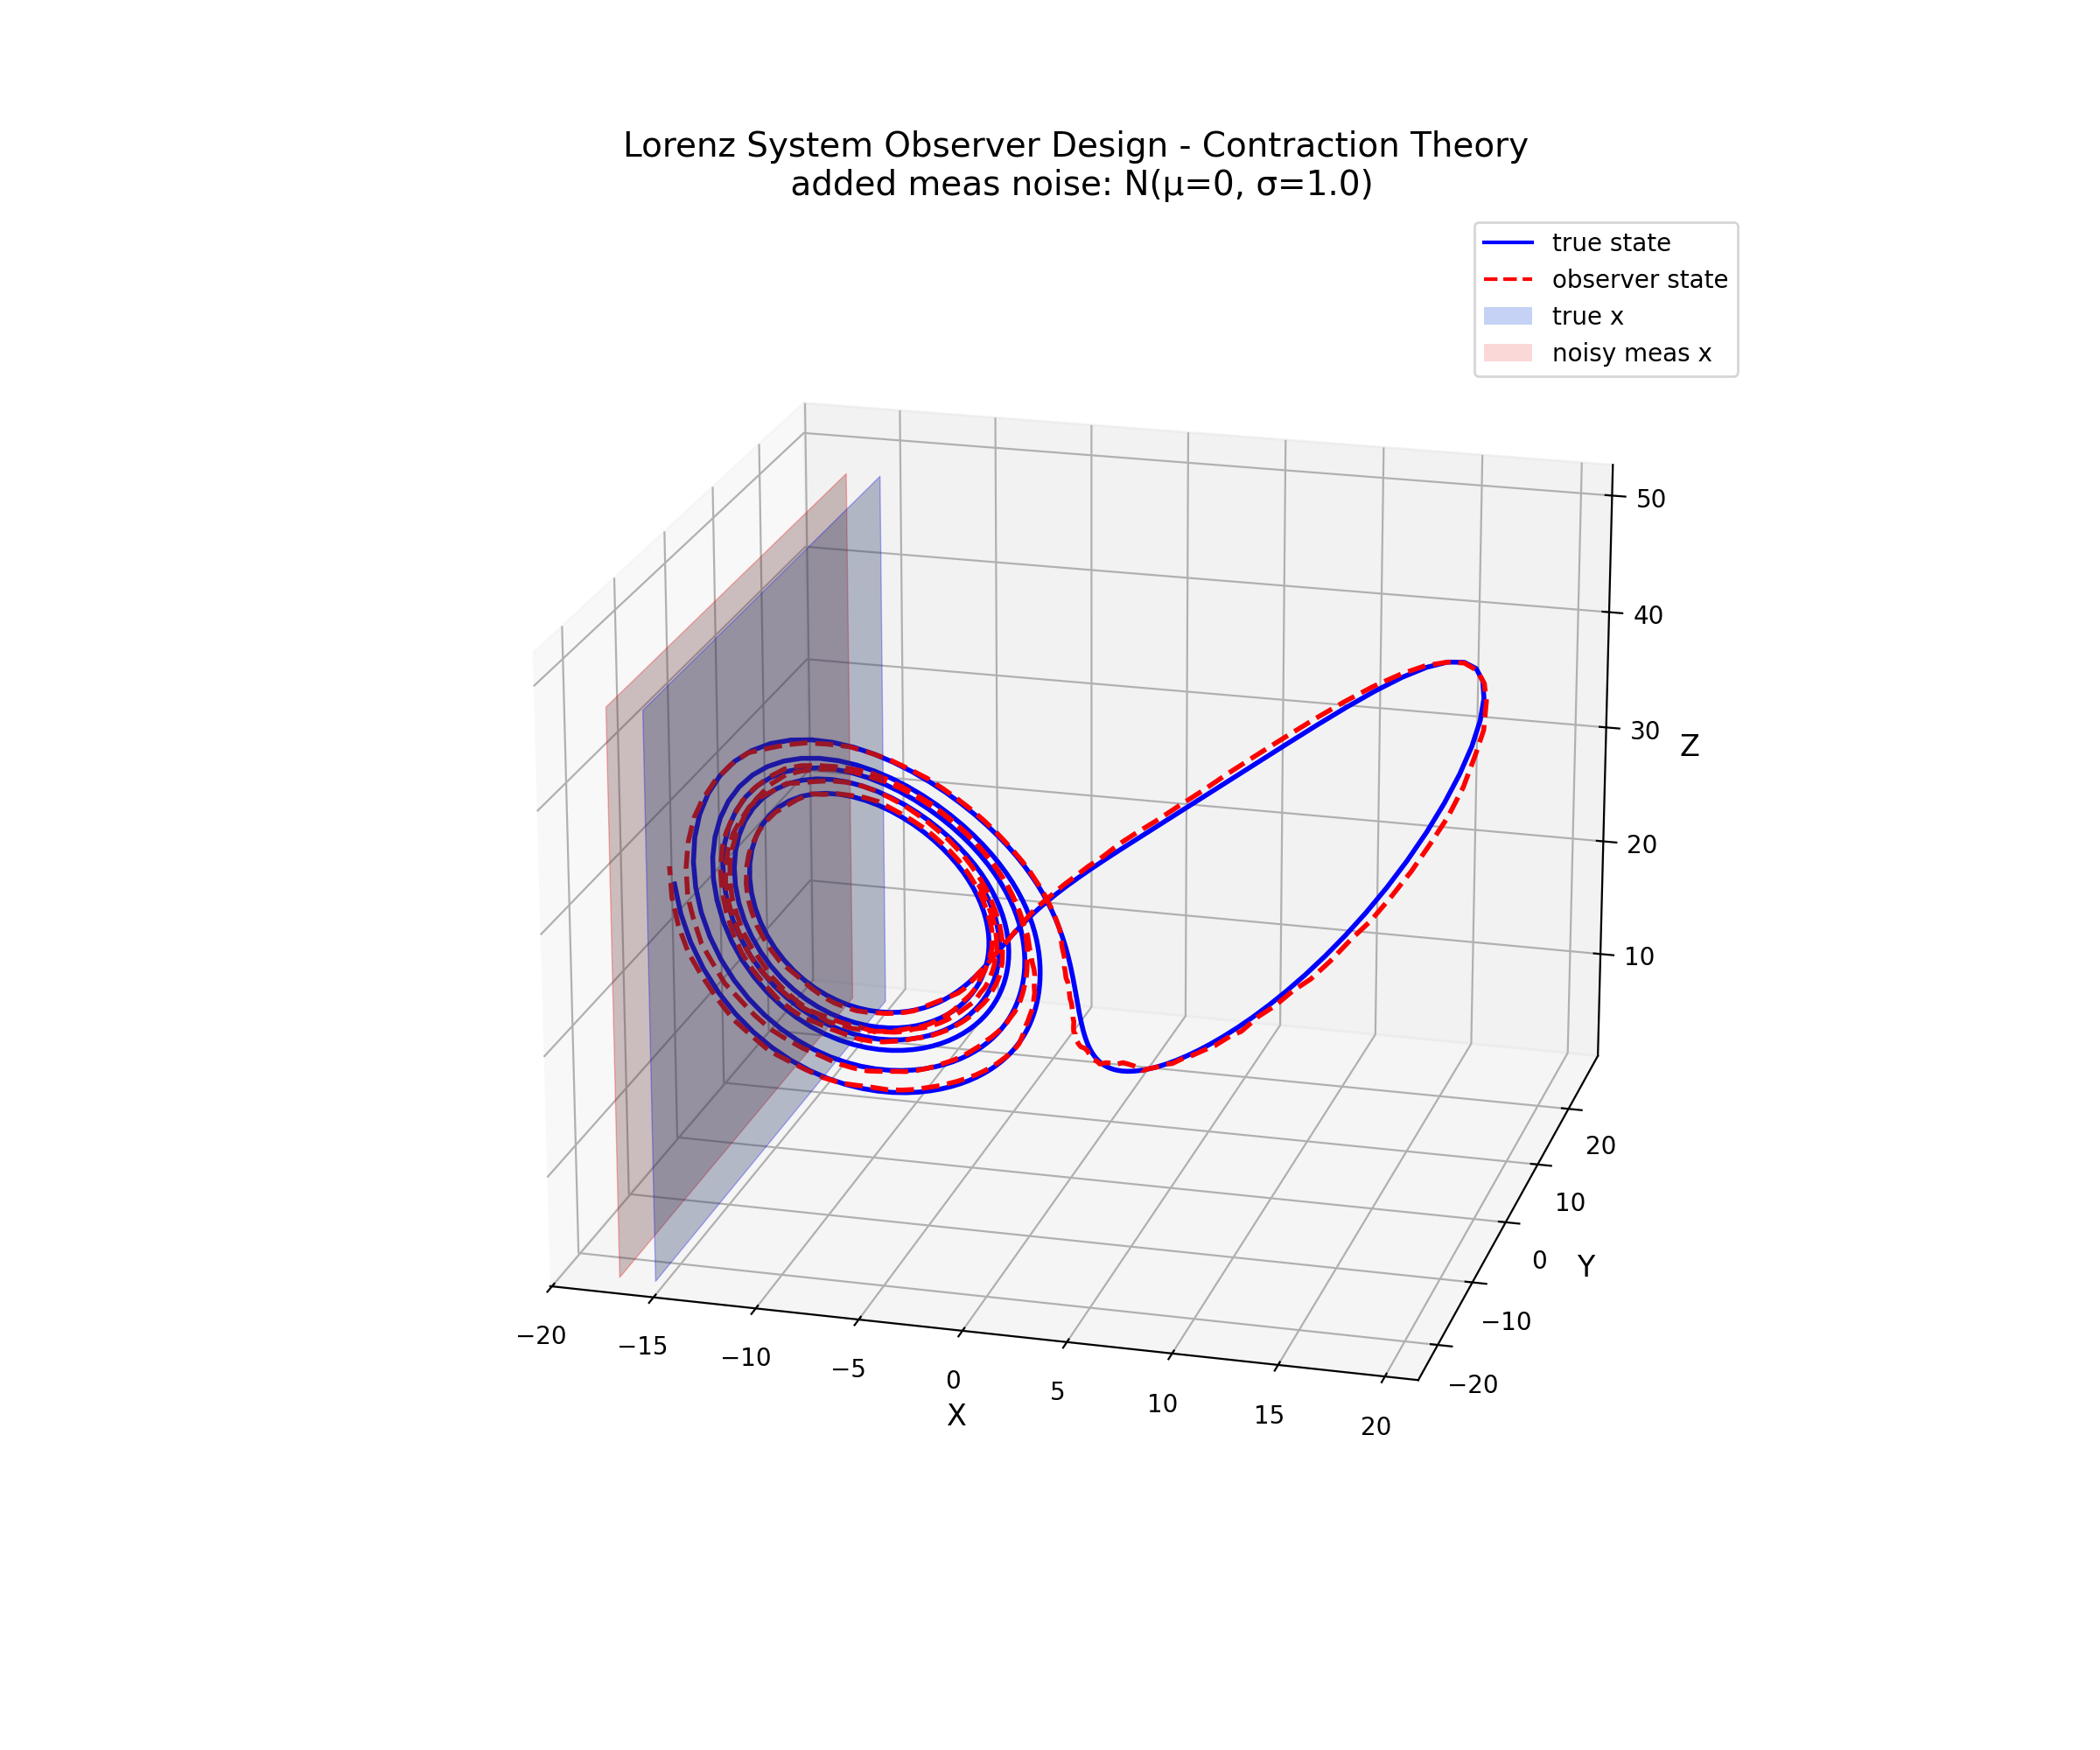 Lorenz System Observer Design - Contraction Theory
added meas noise: N(μ=0, σ=1.0)
true state
observer state
true x
noisy meas x
50
40
30
Z
20
10
20
10
0
Y
−10
−20
−20
−15
−10
−5
0
5
10
15
20
X